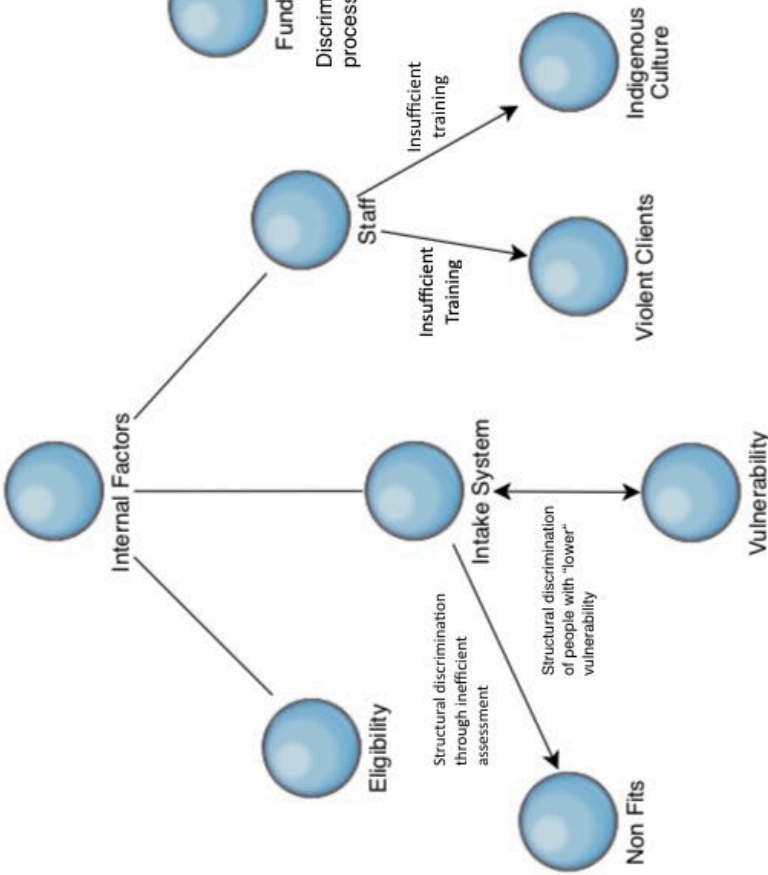 Internal Factors
Fund
Discrim
process
Eligibility
Staff
Insufficient
training
Insufficient
Training
Structural discrimination
through inefficient
assessment
Intake System
Structural discrimination
of people with "lower"
vulnerability
Non Fits
Violent Clients
Indigenous
Culture
Vulnerability